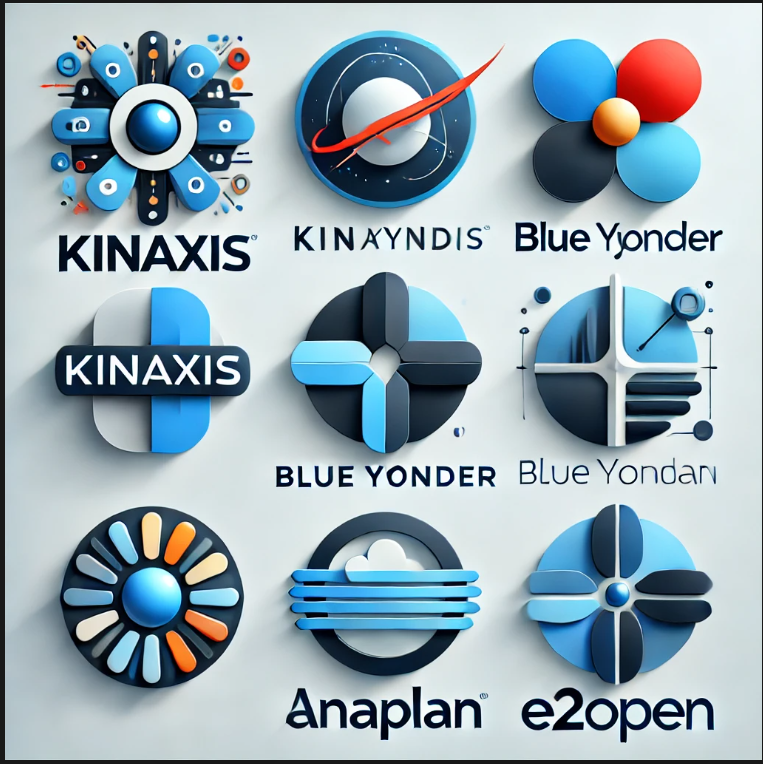 KINAXIS
KINAYNDIS
Blue Yonder
KINAXIS
BLUE YONDER
Blue Yondan
Anaplan
e2open